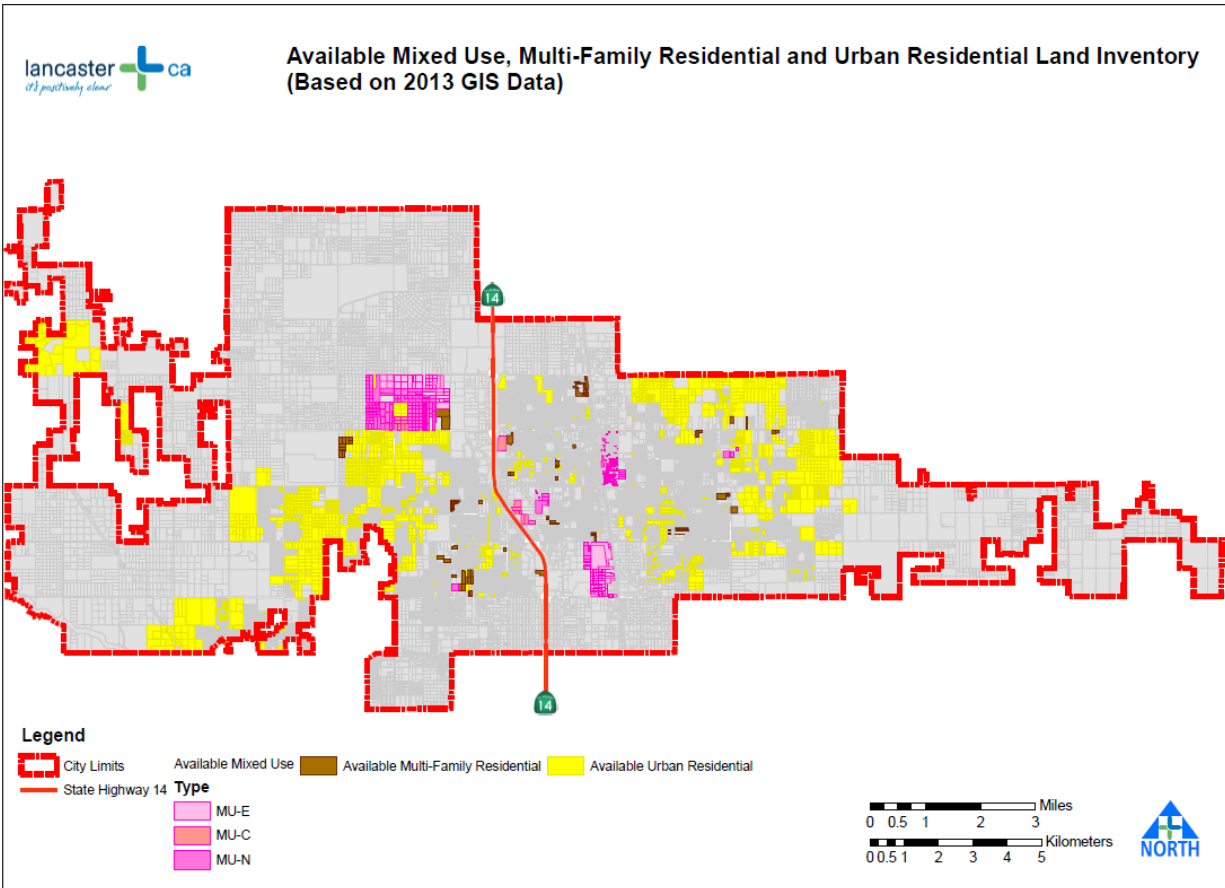 lancaster ca
it's positively clear
Available Mixed Use, Multi-Family Residential and Urban Residential Land Inventory
(Based on 2013 GIS Data)
14
14
Legend
City Limits
State Highway 14
Available Mixed Use
Type
MU-E
MU-C
MU-N
Available Multi-Family Residential
Available Urban Residential
Miles
0 0.5 1 2 3
Kilometers
0 0.5 1 2 3 4 5
NORTH